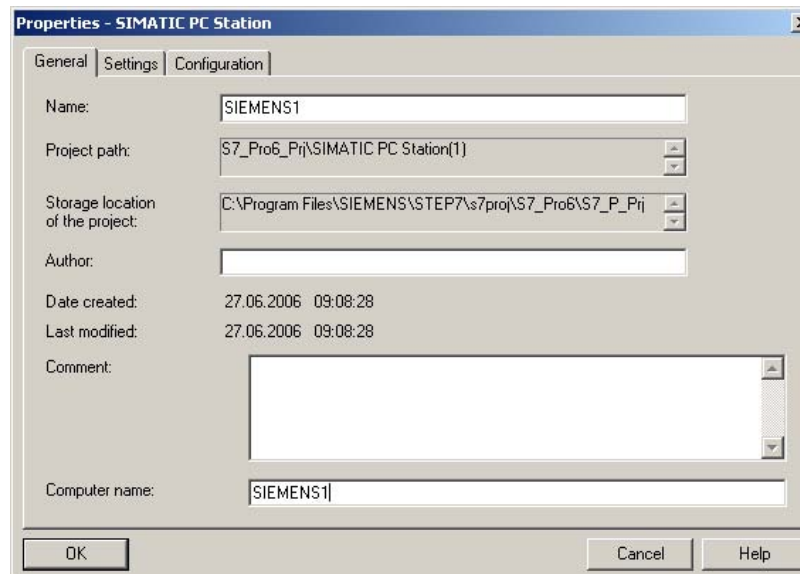 Properties - SIMATIC PC Station
General Settings Configuration
Name: SIEMENS1
Project path: S7_Pro6_Prj\SIMATIC PC Station(1)
Storage location of the project: C:\Program Files\SIEMENS\STEP7\s7proj\S7_Pro6\S7_P_Prj
Author:
Date created: 27.06.2006 09:08:28
Last modified: 27.06.2006 09:08:28
Comment:
Computer name: SIEMENS1
OK Cancel Help